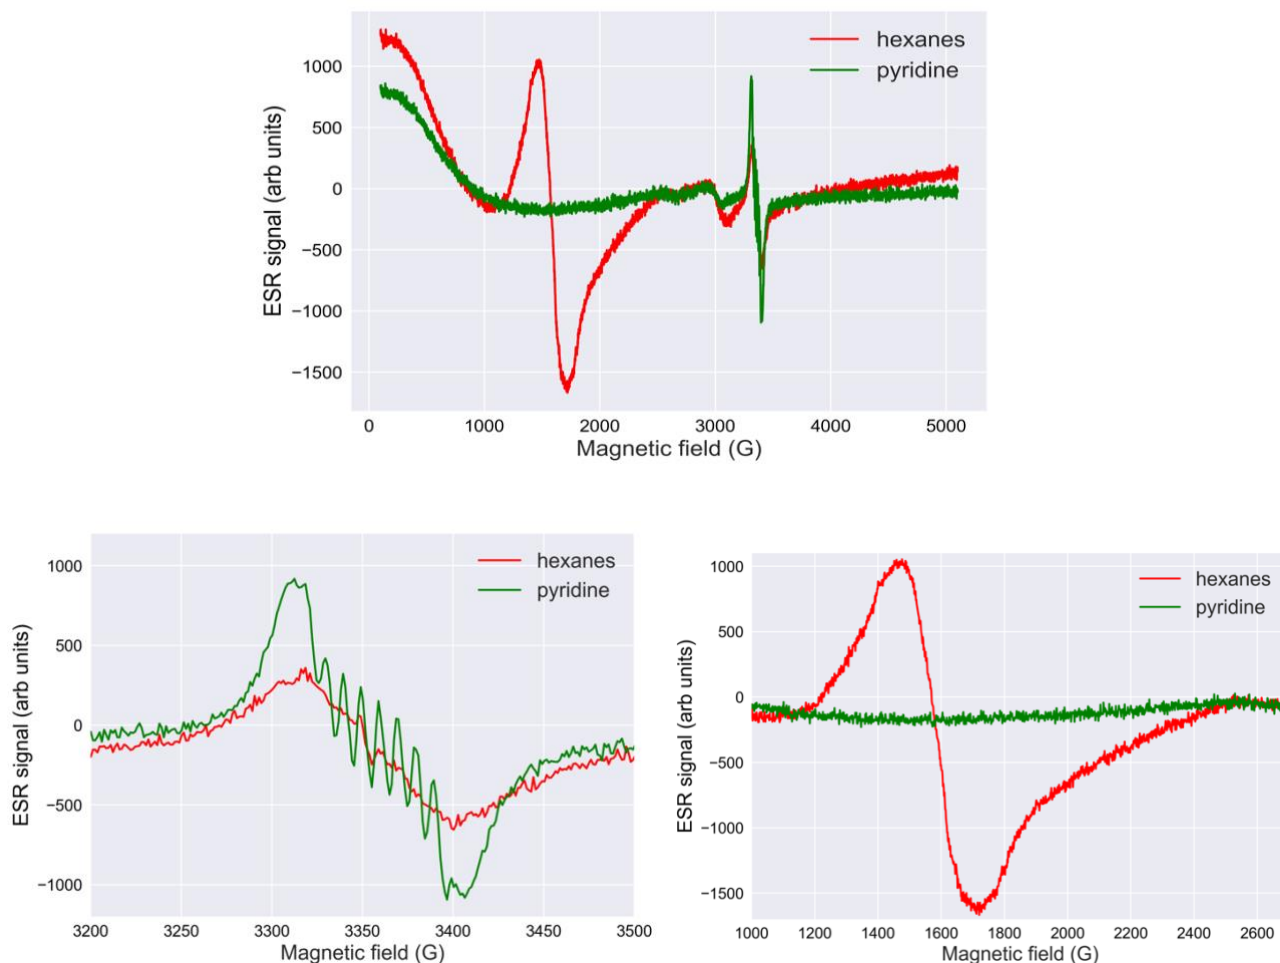 hexanes
pyridine
ESR signal (arb units)
1000
500
0
−500
−1000
−1500
0 1000 2000 3000 4000 5000
Magnetic field (G)
hexanes
pyridine
ESR signal (arb units)
1000
500
0
−500
−1000
3200 3250 3300 3350 3400 3450 3500
Magnetic field (G)
hexanes
pyridine
ESR signal (arb units)
1000
500
0
−500
−1000
−1500
1000 1200 1400 1600 1800 2000 2200 2400 2600
Magnetic field (G)